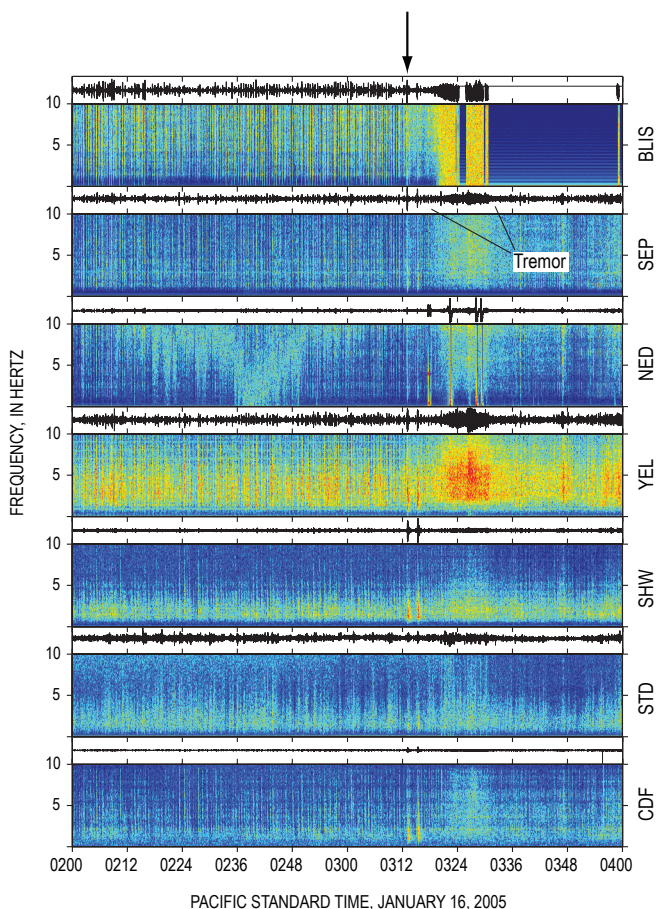 10
5
BLIS
10
5
SEP
Tremor
10
5
NED
10
5
YEL
10
5
SHW
10
5
STD
10
5
CDF
FREQUENCY, IN HERTZ
0200 0212 0224 0236 0248 0300 0312 0324 0336 0348 0400
PACIFIC STANDARD TIME, JANUARY 16, 2005